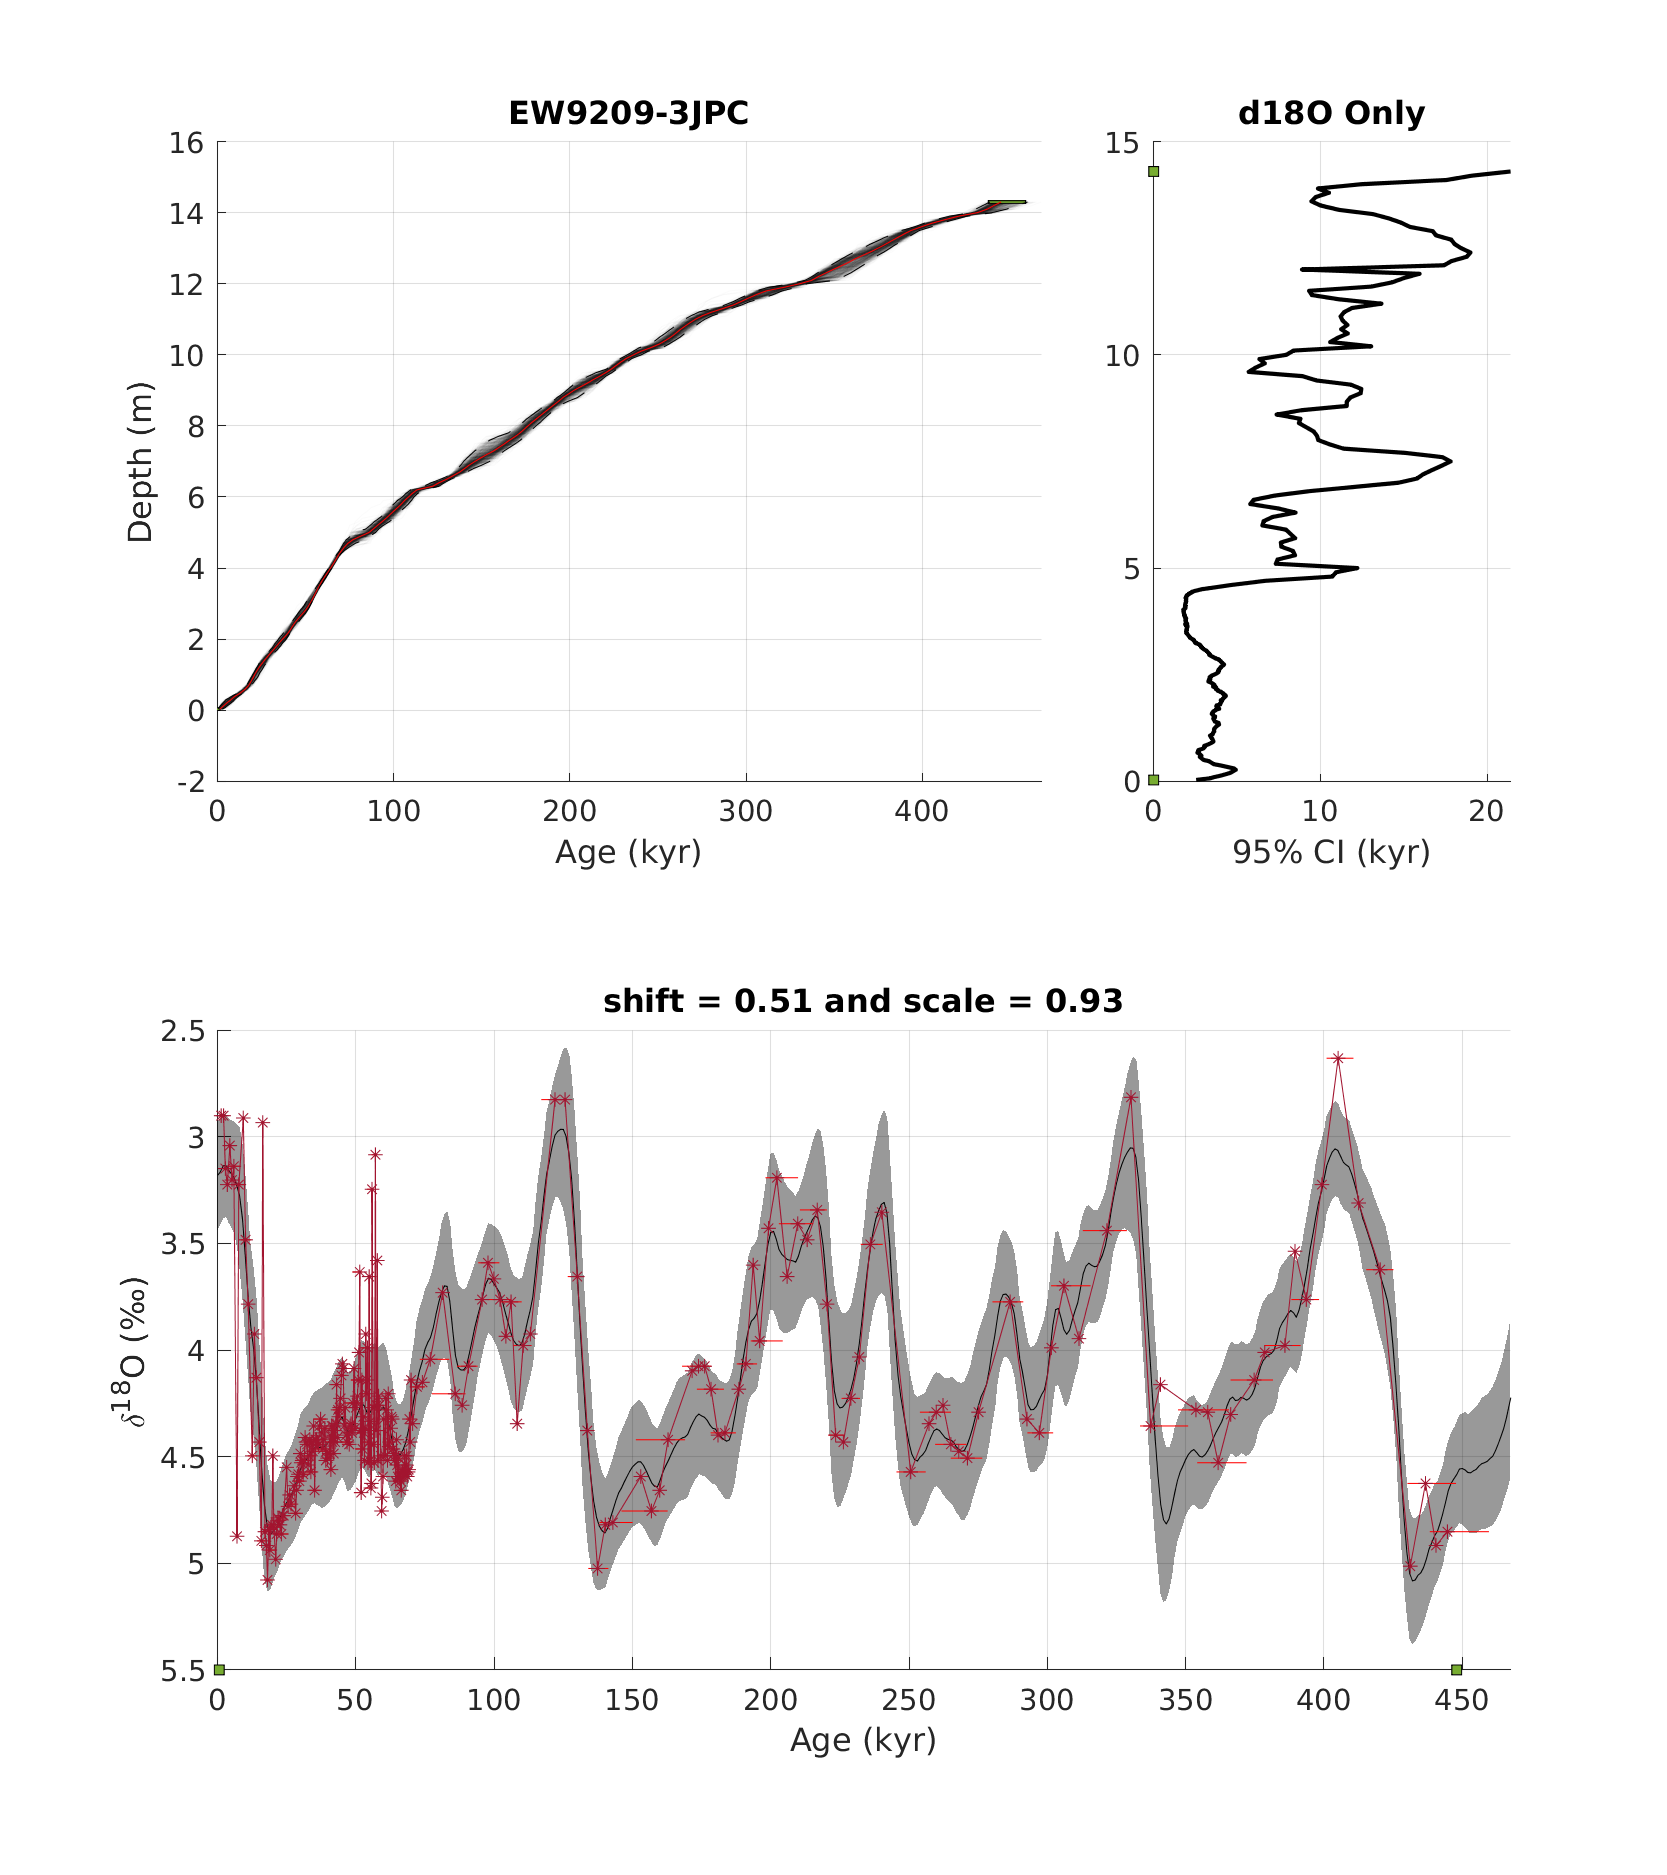 EW9209-3JPC
16
14
12
10
8
6
4
2
0
-2
Depth (m)
0 100 200 300 400
Age (kyr)
d18O Only
15
10
5
0
0 10 20
95% CI (kyr)
shift = 0.51 and scale = 0.93
2.5
3
3.5
4
4.5
5
5.5
δ¹⁸O (‰)
0 50 100 150 200 250 300 350 400 450
Age (kyr)